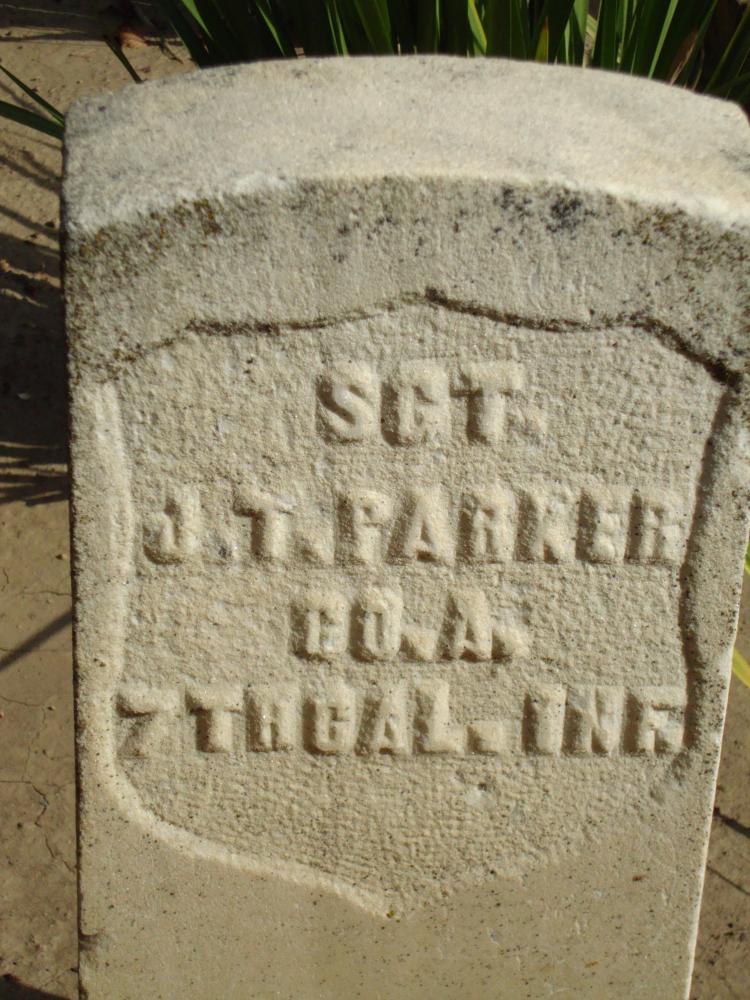 SGT.
J.T. PARKER
CO. A.
7TH CAL. INF.